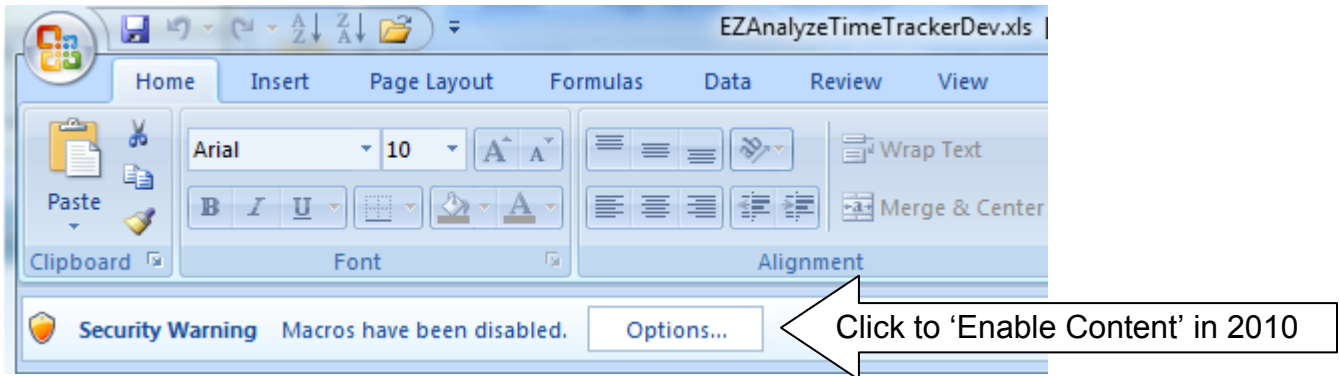 EZAnalyzeTimeTrackerDev.xls
Home Insert Page Layout Formulas Data Review View
Arial 10 A A Wrap Text
Paste B I U A Merge & Center
Clipboard Font Alignment
Security Warning Macros have been disabled. Options... Click to ‘Enable Content’ in 2010